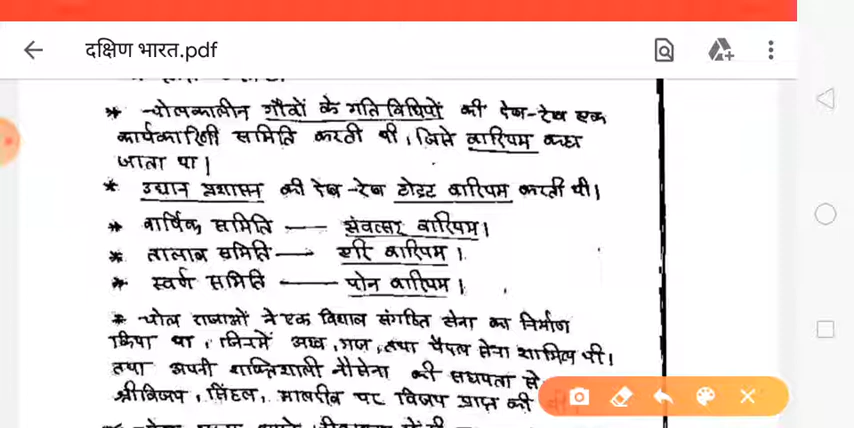 दक्षिण भारत.pdf
* चोलकालीन गाँवों के गतिविधियों की देख-रेख एक
कार्यकारिणी समिति करती थी, जिसे वारियम कहा
जाता था।
* उद्यान प्रशासन की देख-रेख टोडट वारियम करती थी।
* वार्षिक समिति — संवत्सर वारियम।
* तालाब समिति → एरि वारियम।
* स्वर्ण समिति — पोन वारियम।
* चोल राजाओं ने एक विशाल संगठित सेना का निर्माण
किया था, जिनमें अश्व, गज, तथा पैदल सेना शामिल थी।
तथा अपनी शक्तिशाली नौसेना की सहायता से
श्रीविजय, सिंहल, मालदीव पर विजय प्राप्त की